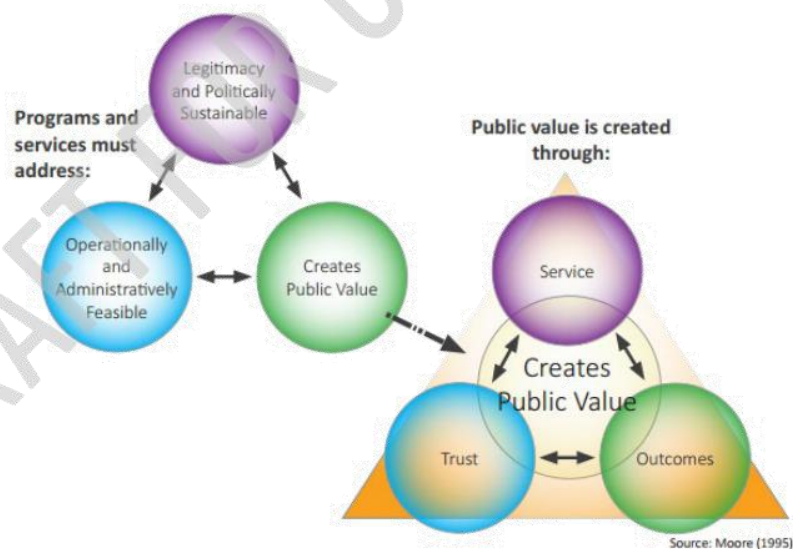 Legitimacy
and Politically
Sustainable
Programs and
services must
address:
Operationally
and
Administratively
Feasible
Creates
Public Value
Public value is created
through:
Service
Creates
Public Value
Trust
Outcomes
Source: Moore (1995)